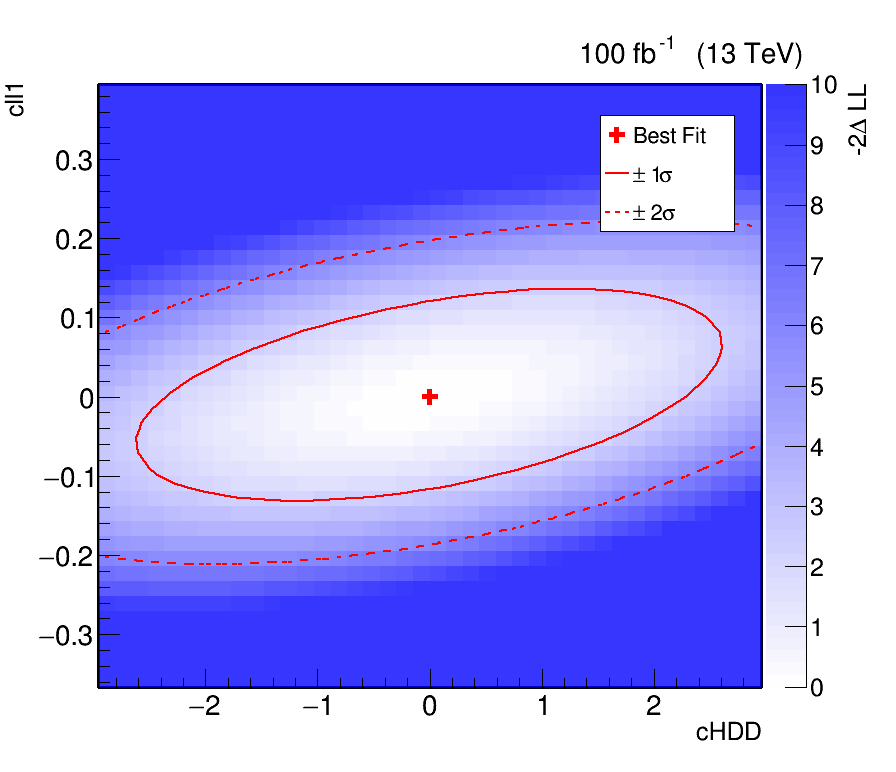 100 fb⁻¹ (13 TeV)
cll1
-2Δ LL
Best Fit
± 1σ
± 2σ
0.3
0.2
0.1
0
−0.1
−0.2
−0.3
10
9
8
7
6
5
4
3
2
1
0
−2 −1 0 1 2
cHDD